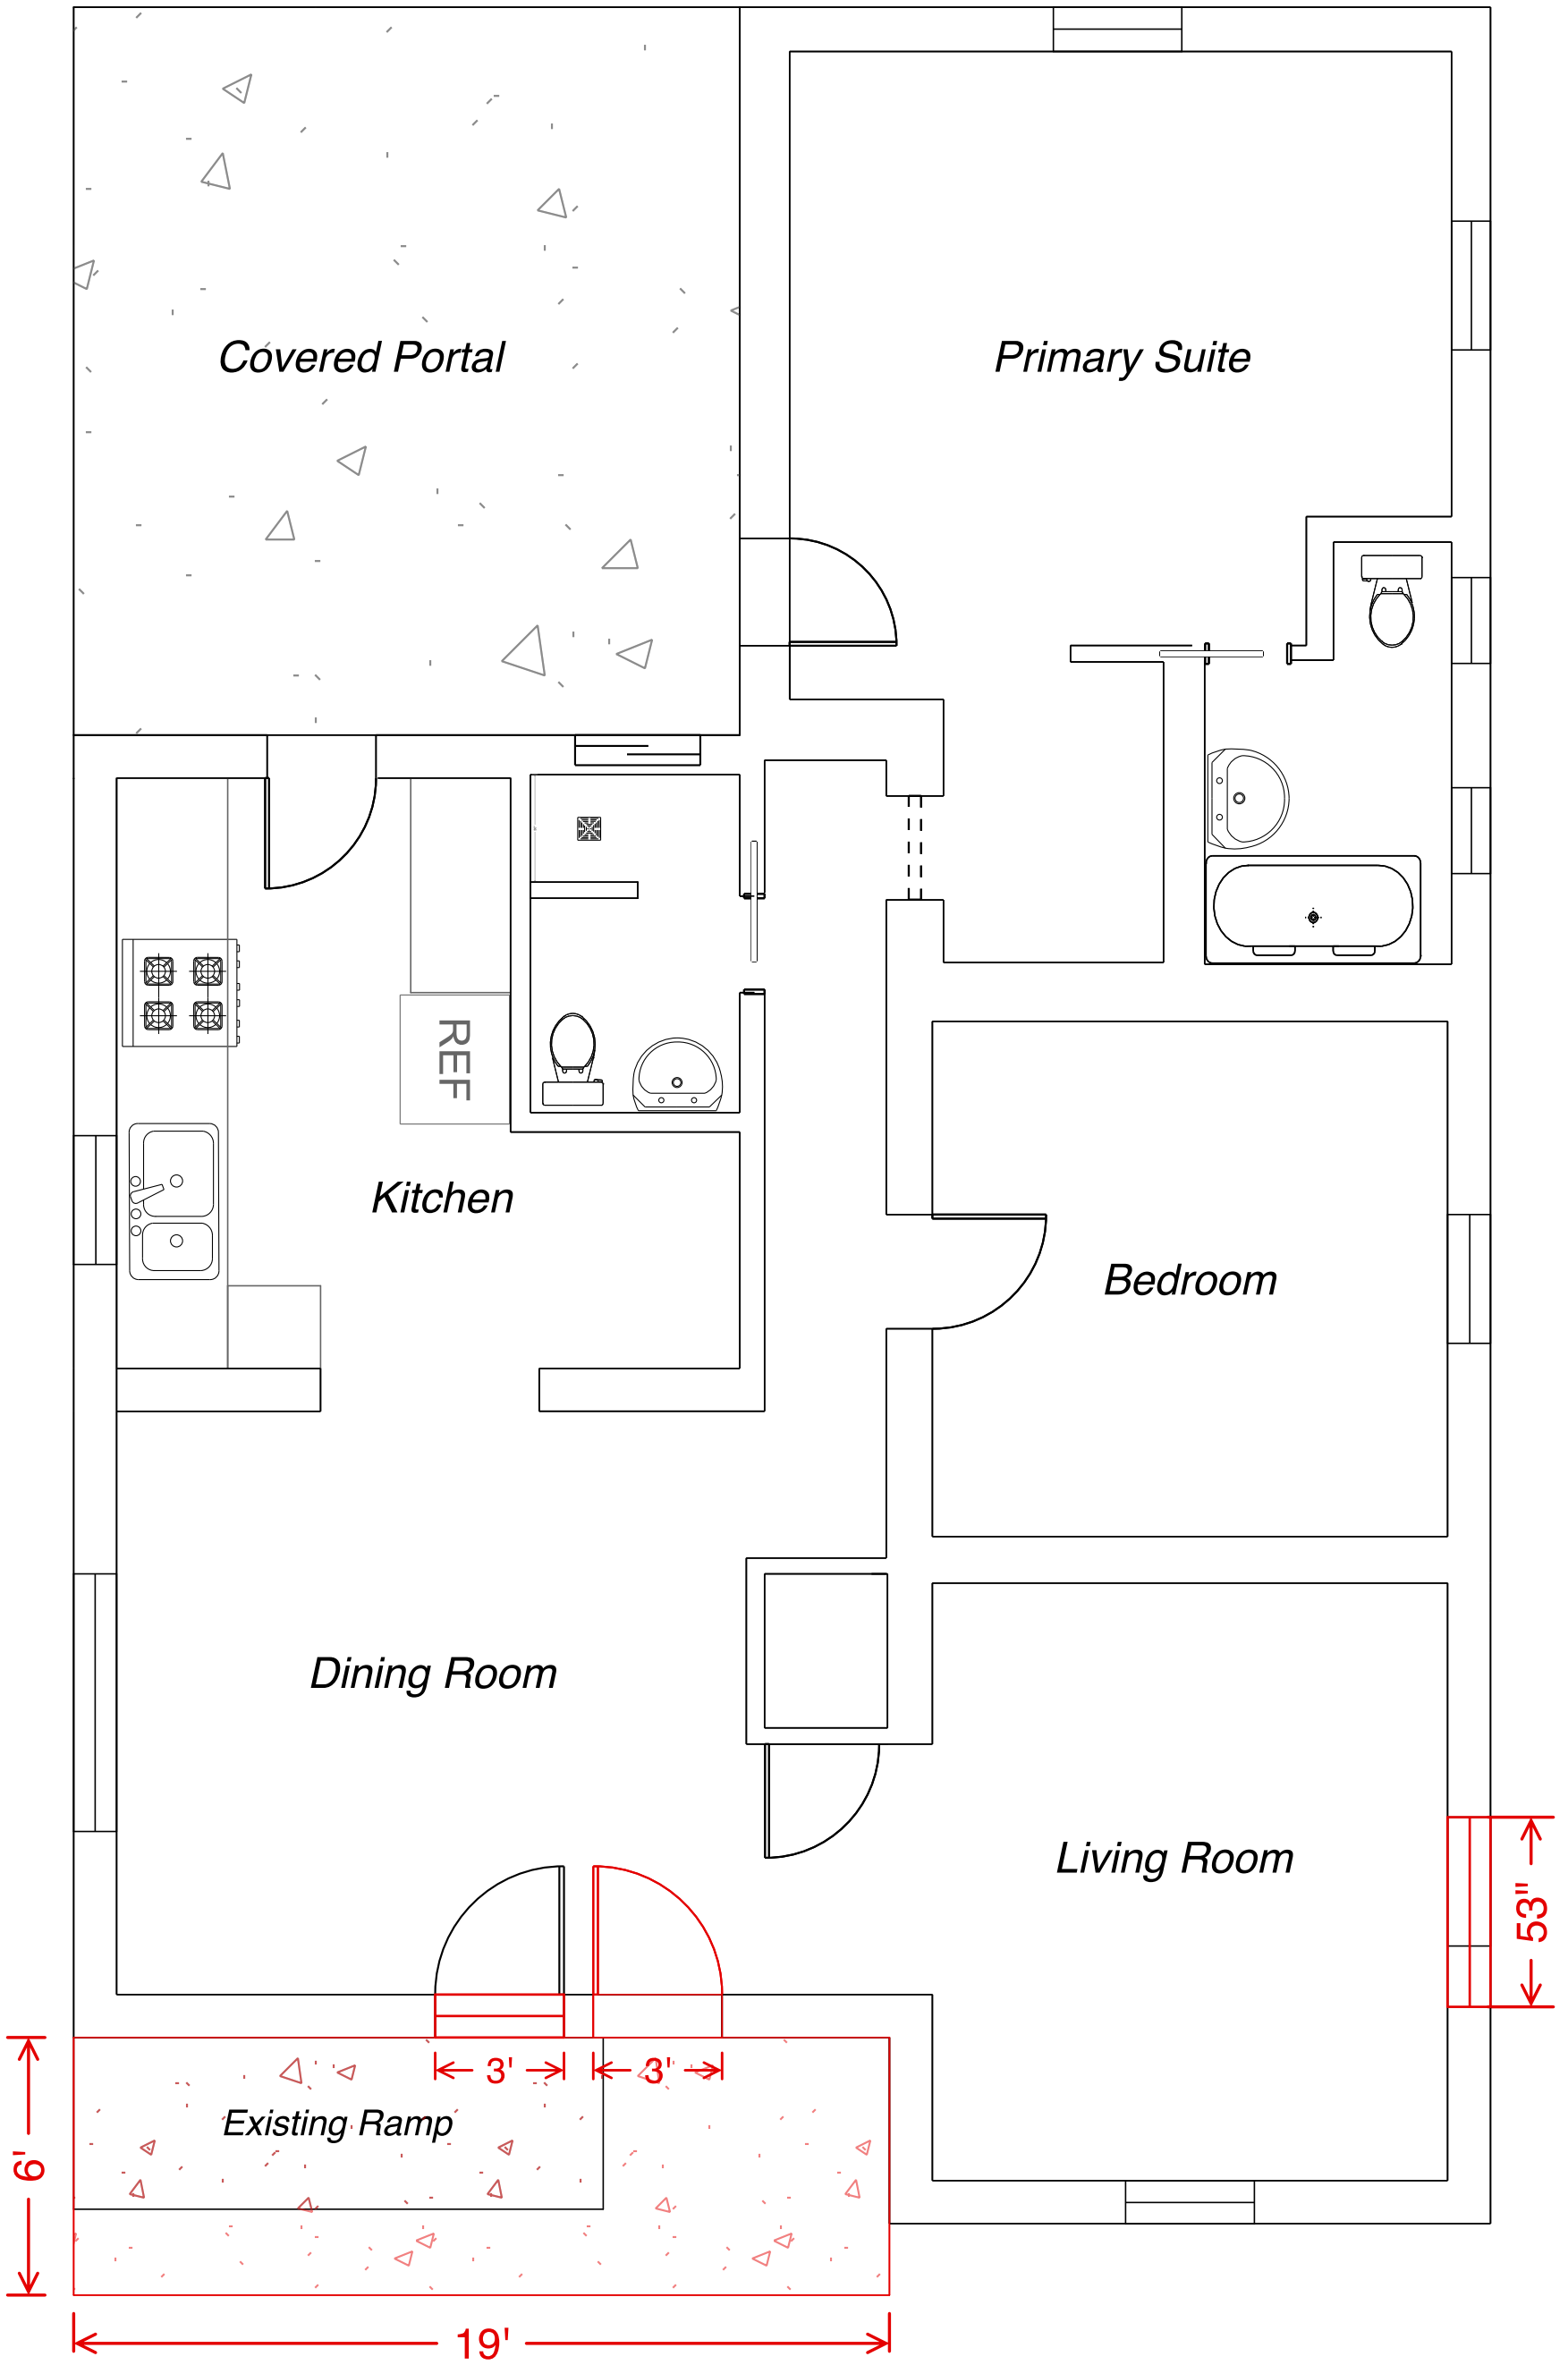 Covered Portal
Primary Suite
REF
Kitchen
Bedroom
Dining Room
Living Room
53"
3'
3'
Existing Ramp
6'
19'